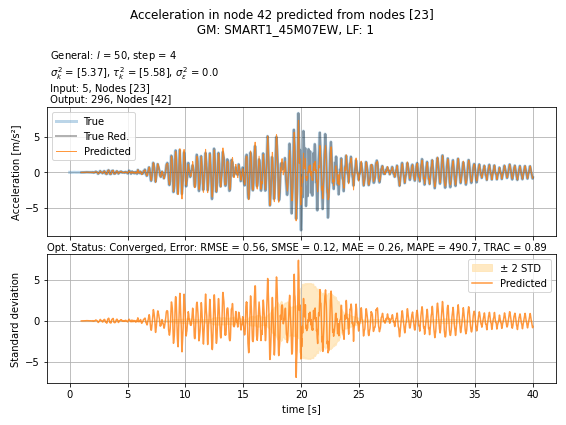 Acceleration in node 42 predicted from nodes [23]
GM: SMART1_45M07EW, LF: 1
General: l = 50, step = 4
σ²ₖ = [5.37], τ²ₖ = [5.58], σ²ε = 0.0
Input: 5, Nodes [23]
Output: 296, Nodes [42]
True
True Red.
Predicted
Acceleration [m/s²]
5
0
−5
Opt. Status: Converged, Error: RMSE = 0.56, SMSE = 0.12, MAE = 0.26, MAPE = 490.7, TRAC = 0.89
± 2 STD
Predicted
Standard deviation
5
0
−5
0 5 10 15 20 25 30 35 40
time [s]